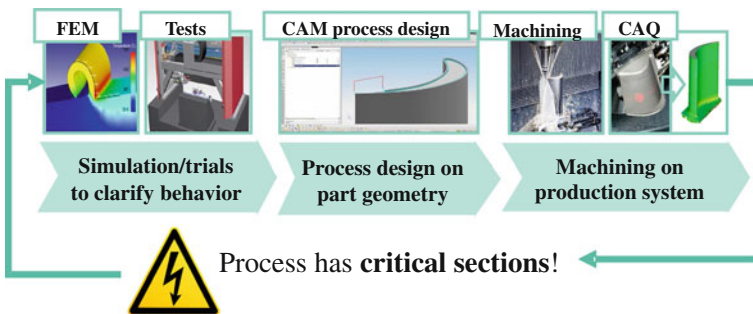 FEM
Tests
CAM process design
Machining
CAQ
Simulation/trials
to clarify behavior
Process design on
part geometry
Machining on
production system
Process has critical sections!